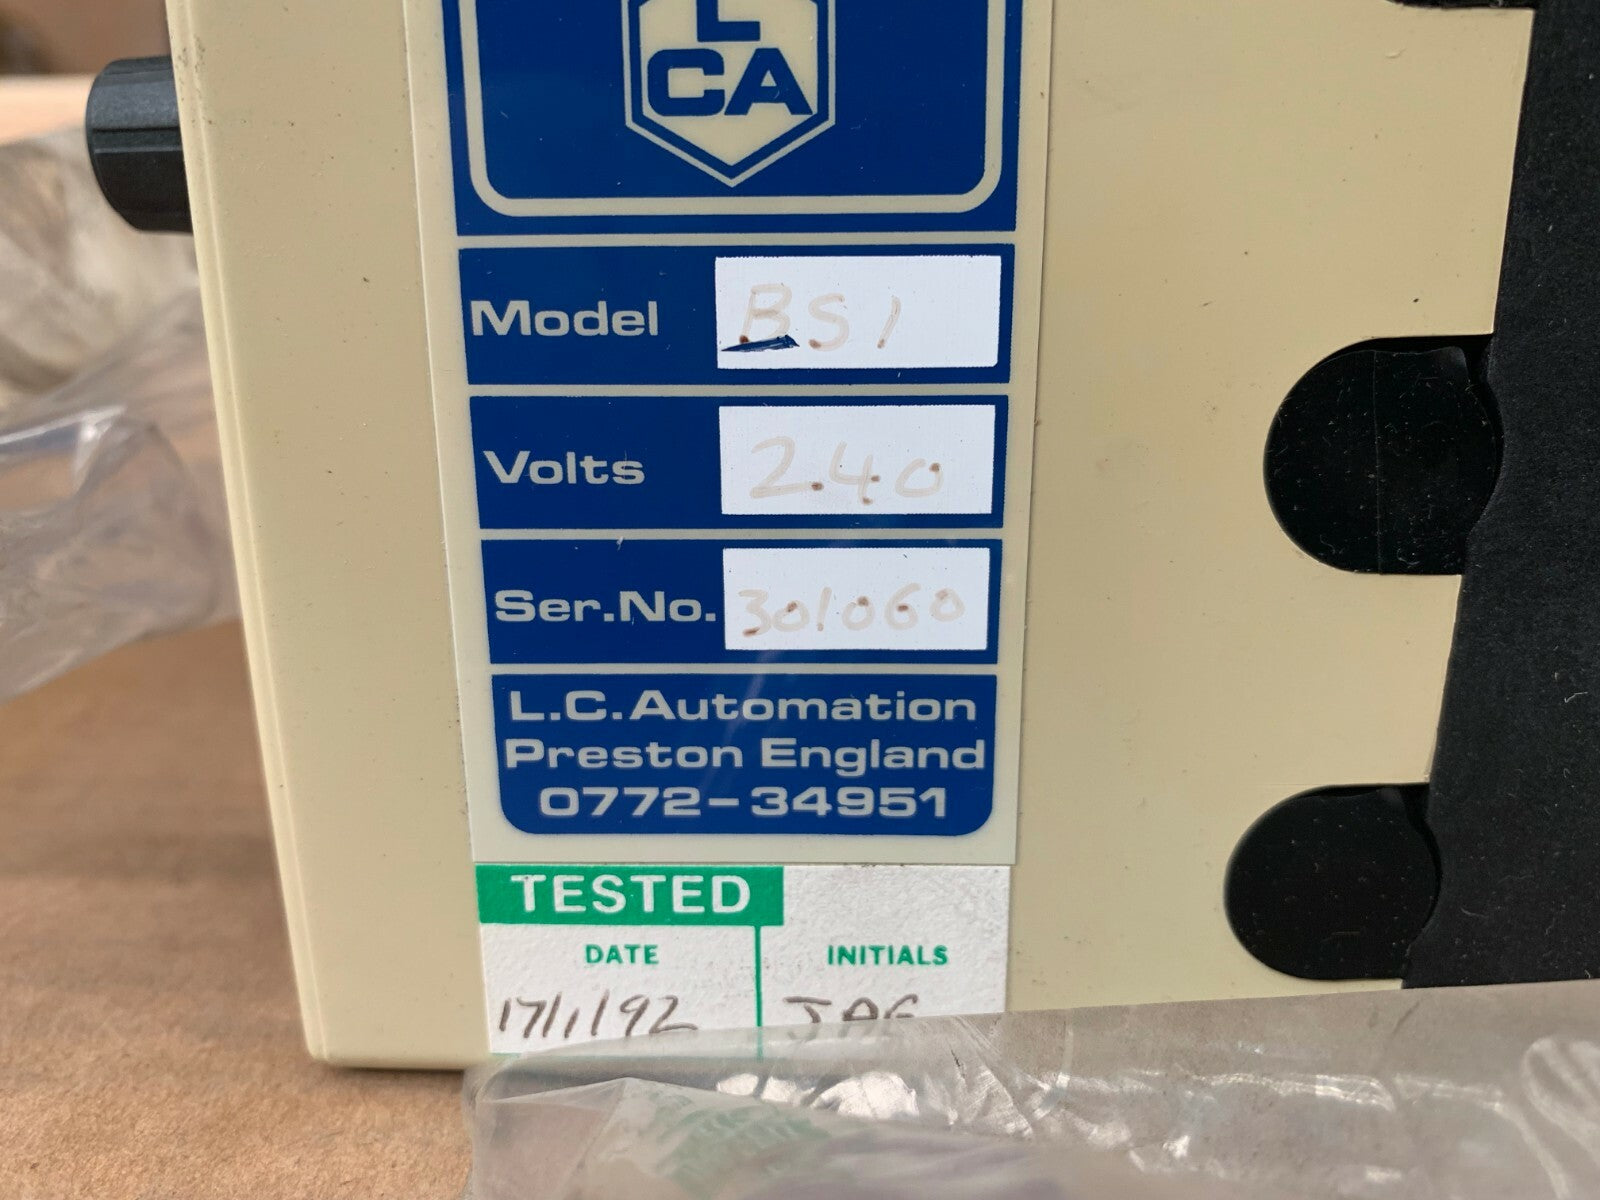 L
CA
Model BS1
Volts 240
Ser.No. 301060
L.C.Automation
Preston England
0772-34951
TESTED
DATE INITIALS
17/1/92 JAG